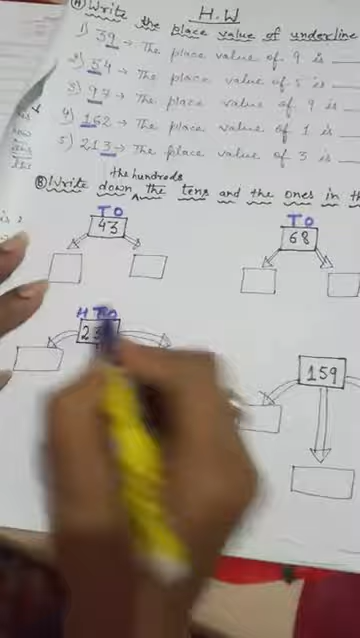 H.W
(A) Write the place value of underline
1) 39 → The place value of 9 is
2) 54 → The place value of 5 is
3) 97 → The place value of 9 is
4) 162 → The place value of 1 is
5) 213 → The place value of 3 is
the hundreds
(B) Write down the tens and the ones in
T O
43
T O
68
H T O
159